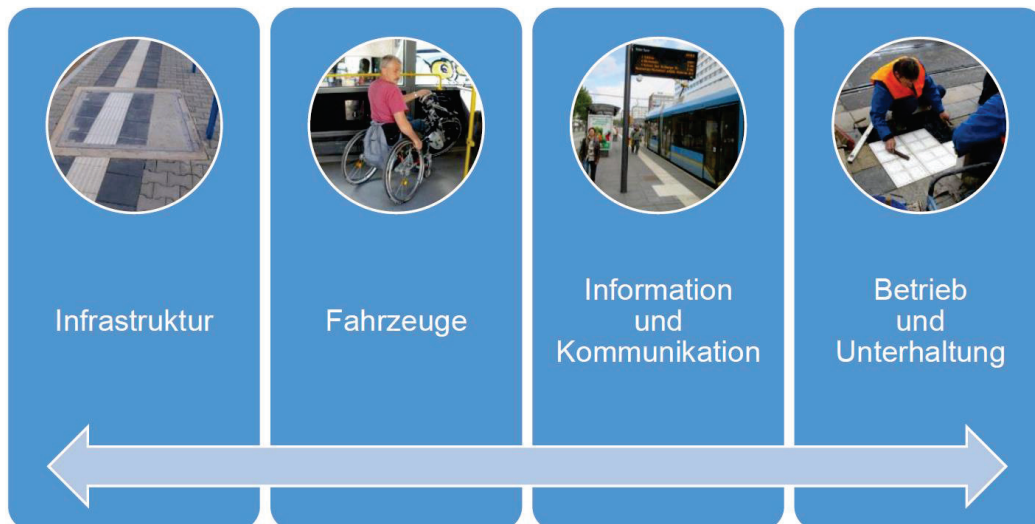 Infrastruktur
Fahrzeuge
Information
und
Kommunikation
Betrieb
und
Unterhaltung